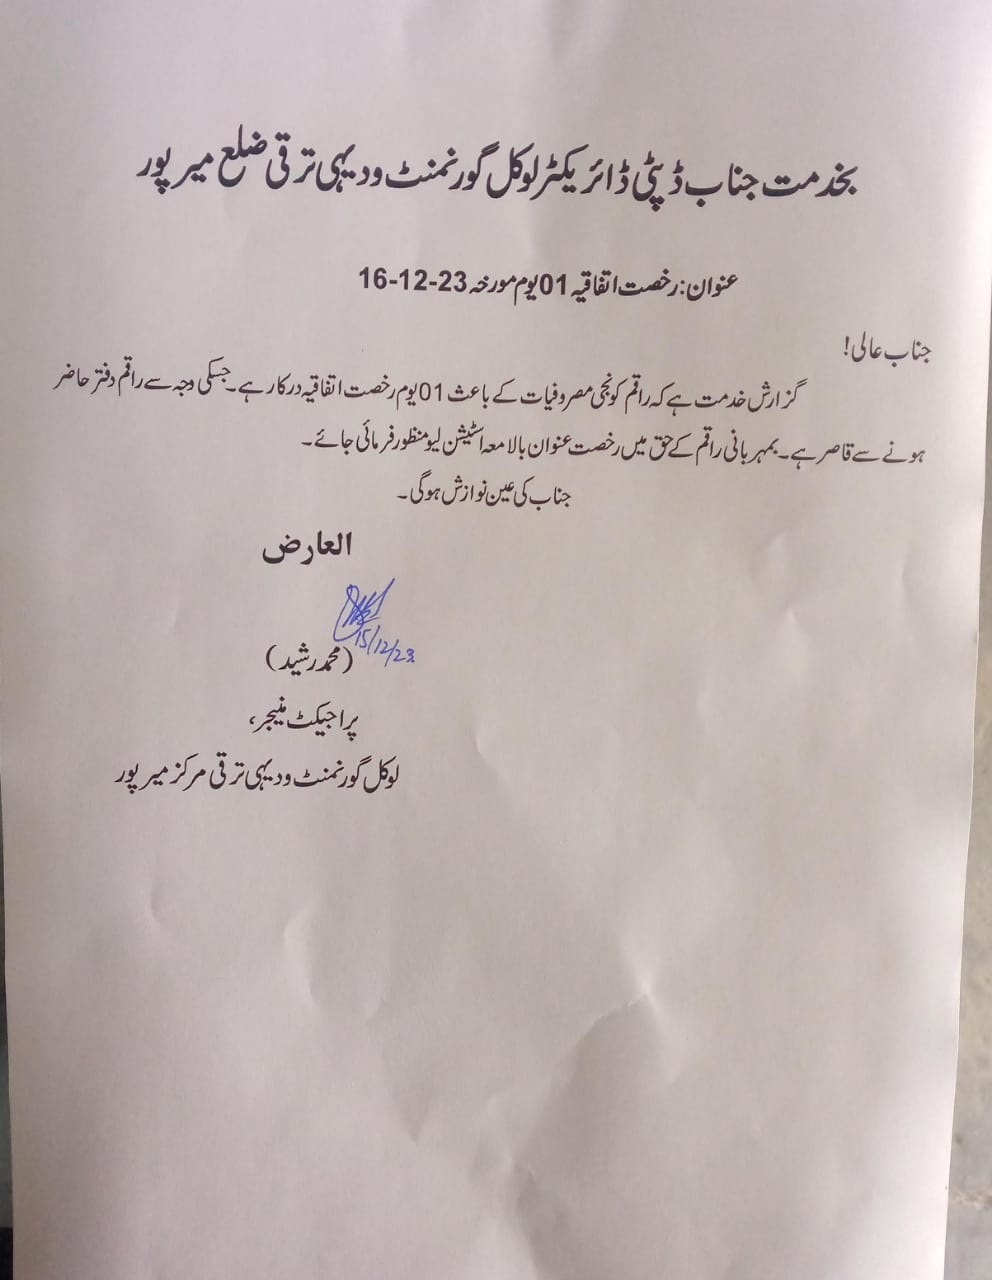 بخدمت جناب ڈپٹی ڈائریکٹر لوکل گورنمنٹ ودیہی ترقی ضلع میرپور
عنوان: رخصت اتفاقیہ 01 یوم مورخہ 23-12-16
جناب عالی!
گزارش خدمت ہے کہ راقم کو نجی مصروفیات کے باعث 01 یوم رخصت اتفاقیہ درکار ہے۔ جسکی وجہ سے راقم دفتر حاضر
ہونے سے قاصر ہے۔ بمہربانی راقم کے حق میں رخصت عنوان بالا معہ اسٹیشن لیو منظور فرمائی جائے۔
جناب کی عین نوازش ہوگی۔
العارض
15/12/23
(محمد رشید)
پراجیکٹ منیجر،
لوکل گورنمنٹ ودیہی ترقی مرکز میرپور